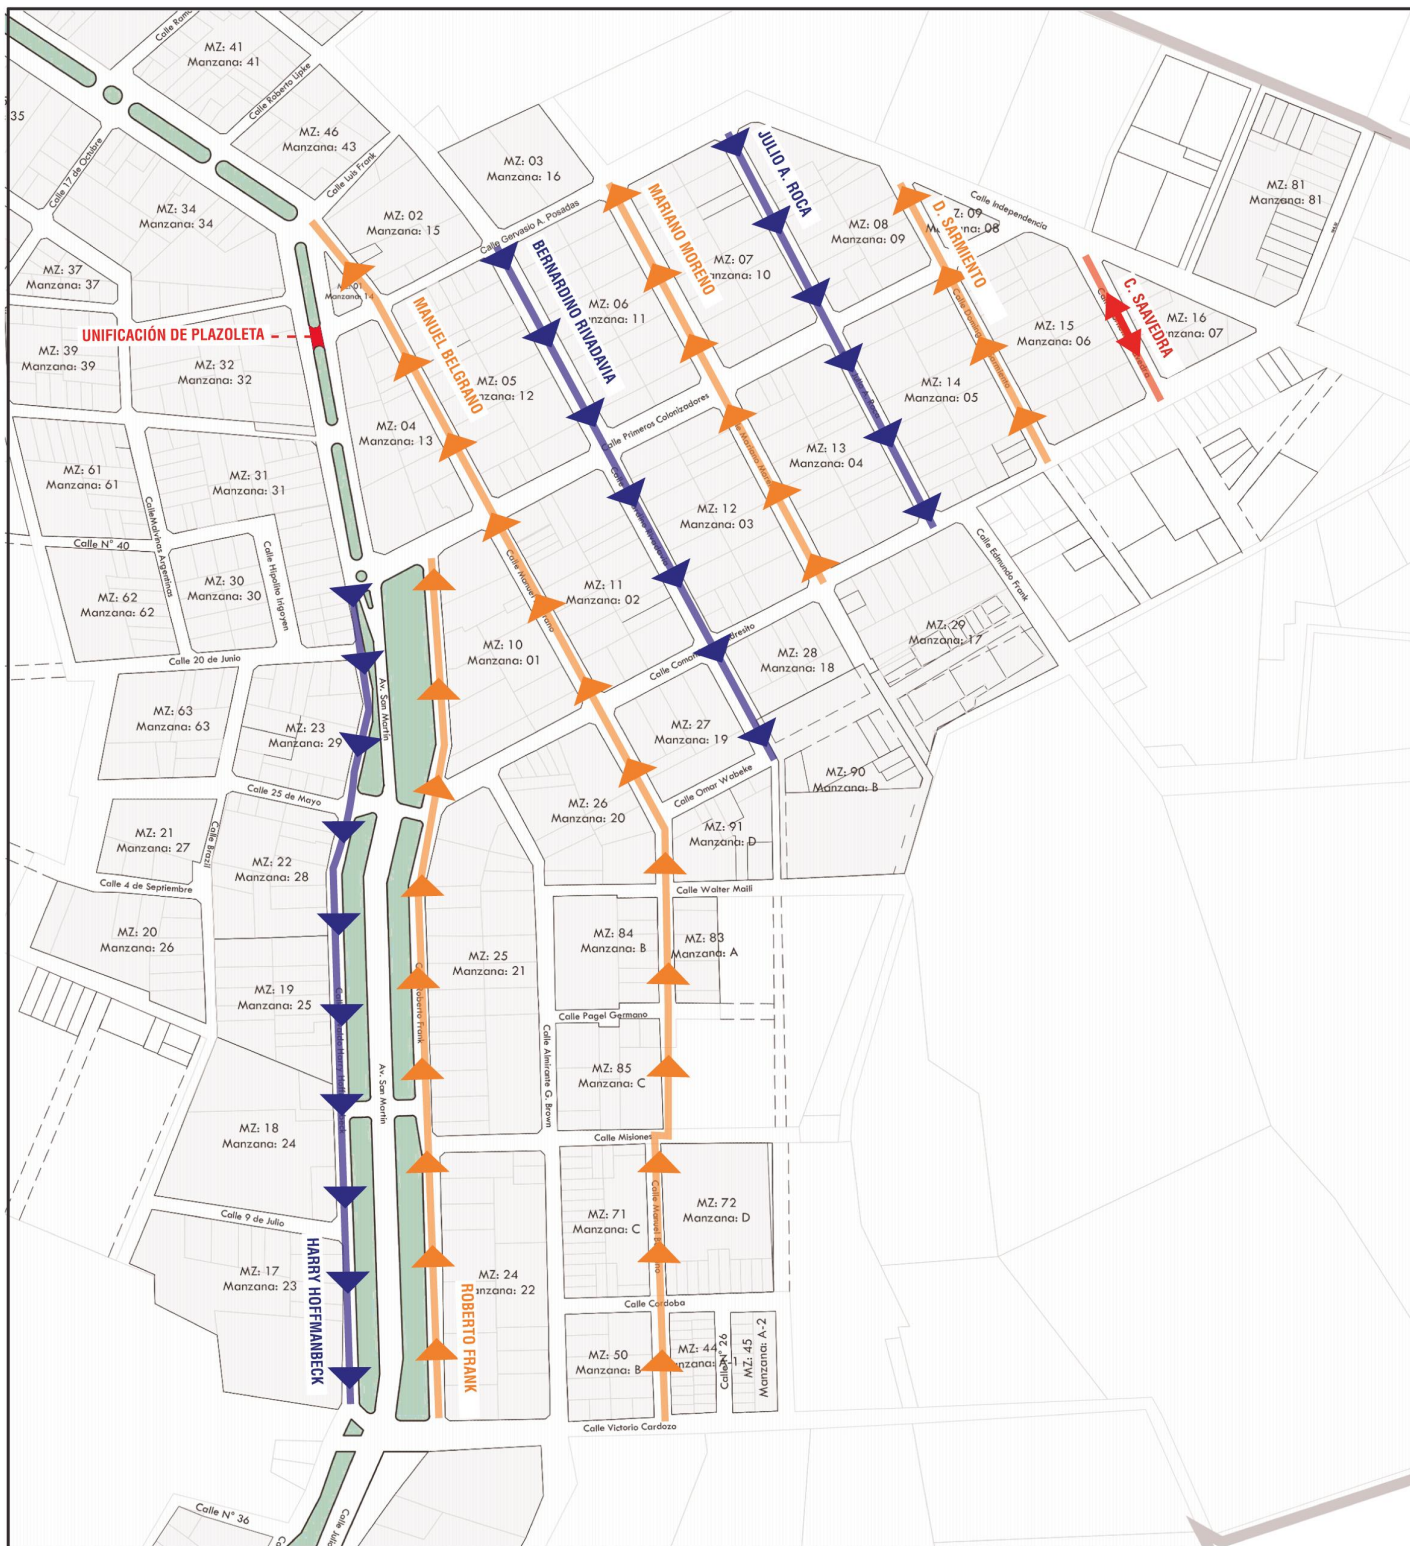 Calle Roma
MZ: 41
Manzana: 41
Calle Roberto Lipke
35
Calle 17 de Octubre
MZ: 46
Manzana: 43
Calle Luis Frank
MZ: 03
Manzana: 16
MZ: 34
Manzana: 34
MZ: 02
Manzana: 15
Calle Gervasio A. Posadas
MARIANO MORENO
JULIO A. ROCA
MZ: 08
Manzana: 09
D. SARMIENTO
Calle Independencia
MZ: 81
Manzana: 81
MZ: 37
Manzana: 37
Manzana: 14
MANUEL BELGRANO
BERNARDINO RIVADAVIA
MZ: 06
MZ: 07
C. SAAVEDRA
MZ: 15
Manzana: 06
MZ: 16
UNIFICACIÓN DE PLAZOLETA
MZ: 39
Manzana: 39
MZ: 32
Manzana: 32
MZ: 05
MZ: 14
Manzana: 05
MZ: 04
Manzana: 13
Calle Primeros Colonizadores
MZ: 13
Manzana: 04
MZ: 61
Manzana: 61
MZ: 31
Manzana: 31
Calle Malvinas Argentinas
MZ: 12
Manzana: 03
Calle N° 40
Calle Hipolito Irigoyen
MZ: 30
Manzana: 30
MZ: 62
Manzana: 62
MZ: 11
Manzana: 02
Calle Edmundo Frank
MZ: 10
Manzana: 01
MZ: 29
Manzana: 17
Calle 20 de Junio
MZ: 28
Manzana: 18
Av. San Martín
MZ: 63
Manzana: 63
MZ: 23
Manzana: 29
MZ: 27
Manzana: 19
Calle 25 de Mayo
Calle Omar Wabeke
MZ: 90
Manzana: B
MZ: 26
Manzana: 20
MZ: 91
Manzana: D
MZ: 21
Manzana: 27
Calle Brazil
MZ: 22
Manzana: 28
Calle 4 de Septiembre
Calle Walter Maili
MZ: 20
Manzana: 26
MZ: 84
Manzana: B
MZ: 83
Manzana: A
MZ: 25
Manzana: 21
MZ: 19
Manzana: 25
Calle Pagel Germano
Calle Almirante G. Brown
Av. San Martín
MZ: 85
Manzana: C
MZ: 18
Manzana: 24
Calle Misiones
MZ: 71
Manzana: C
MZ: 72
Manzana: D
Calle 9 de Julio
HARRY HOFFMANBECK
MZ: 17
Manzana: 23
MZ: 24
ROBERTO FRANK
Calle Cordoba
MZ: 50
Manzana: B
MZ: 44
Calle N° 26
MZ: 45
Manzana: A-2
Calle Victorio Cardozo
Calle N° 36